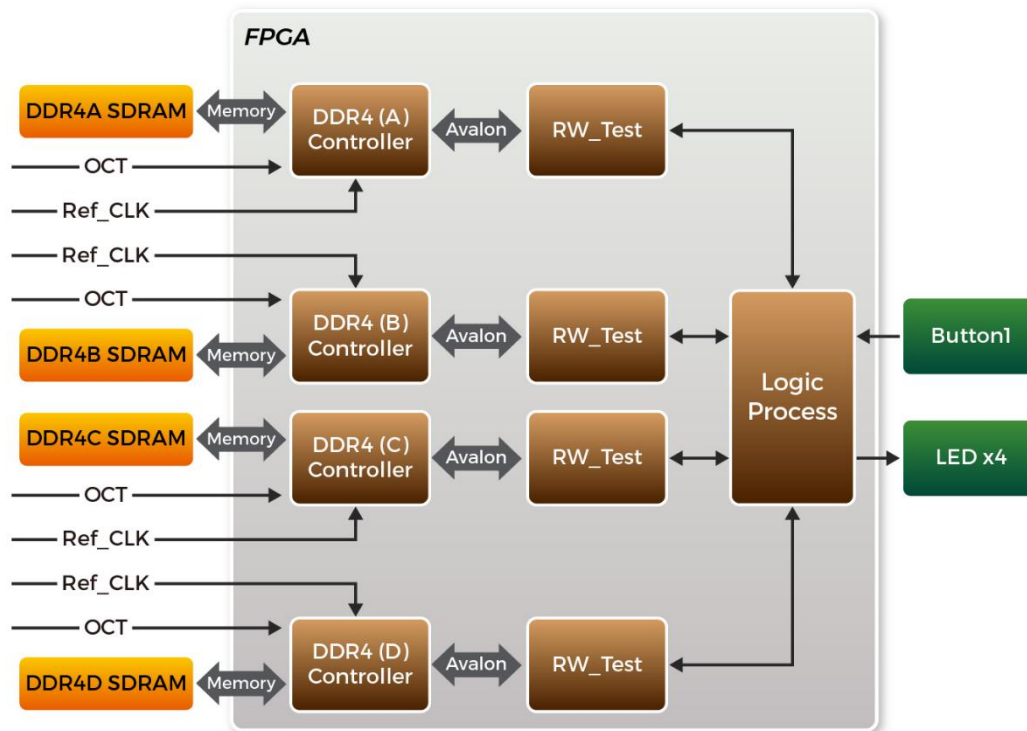 FPGA
DDR4A SDRAM
Memory
DDR4 (A)
Controller
Avalon
RW_Test
OCT
Ref_CLK
Ref_CLK
OCT
DDR4 (B)
Controller
Avalon
RW_Test
DDR4B SDRAM
Memory
Logic
Process
Button1
DDR4C SDRAM
Memory
DDR4 (C)
Controller
Avalon
RW_Test
LED x4
OCT
Ref_CLK
Ref_CLK
OCT
DDR4 (D)
Controller
Avalon
RW_Test
DDR4D SDRAM
Memory